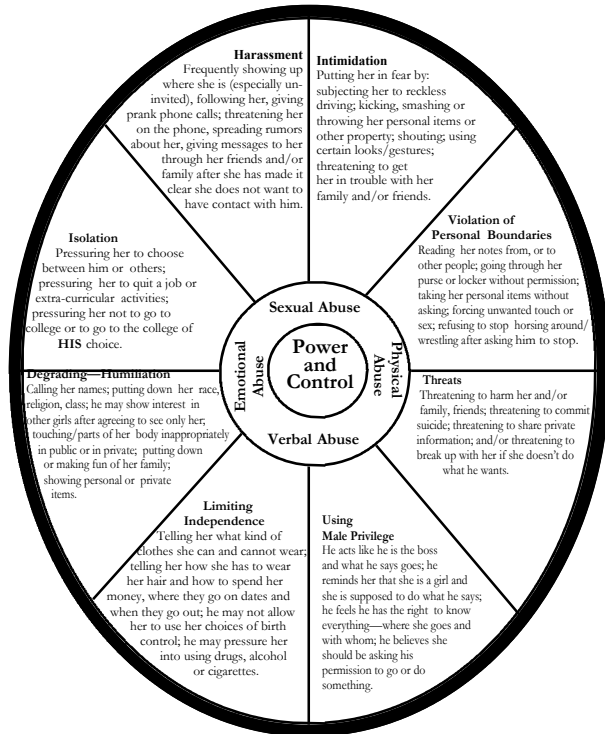 Harassment
Frequently showing up
where she is (especially un-
invited), following her, giving
prank phone calls; threatening her
on the phone, spreading rumors
about her, giving messages to her
through her friends and/or
family after she has made it
clear she does not want to
have contact with him.
Intimidation
Putting her in fear by:
subjecting her to reckless
driving; kicking, smashing or
throwing her personal items or
other property; shouting; using
certain looks/gestures;
threatening to get
her in trouble with her
family and/or friends.
Violation of
Personal Boundaries
Reading her notes from, or to
other people; going through her
purse or locker without permission;
taking her personal items without
asking; forcing unwanted touch or
sex; refusing to stop horsing around/
wrestling after asking him to stop.
Threats
Threatening to harm her and/or
family, friends; threatening to commit
suicide; threatening to share private
information; and/or threatening to
break up with her if she doesn't do
what he wants.
Using
Male Privilege
He acts like he is the boss
and what he says goes; he
reminds her that she is a girl and
she is supposed to do what he says;
he feels he has the right to know
everything—where she goes and
with whom; he believes she
should be asking his
permission to go or do
something.
Limiting
Independence
Telling her what kind of
clothes she can and cannot wear;
telling her how she has to wear
her hair and how to spend her
money, where they go on dates and
when they go out; he may not allow
her to use her choices of birth
control; he may pressure her
into using drugs, alcohol
or cigarettes.
Degrading—Humiliation
Calling her names; putting down her race,
religion, class; he may show interest in
other girls after agreeing to see only her;
touching/parts of her body inappropriately
in public or in private; putting down
or making fun of her family;
showing personal or private
items.
Isolation
Pressuring her to choose
between him or others;
pressuring her to quit a job or
extra-curricular activities;
pressuring her not to go to
college or to go to the college of
HIS choice.
Sexual Abuse
Physical
Abuse
Verbal Abuse
Emotional
Abuse
Power
and
Control